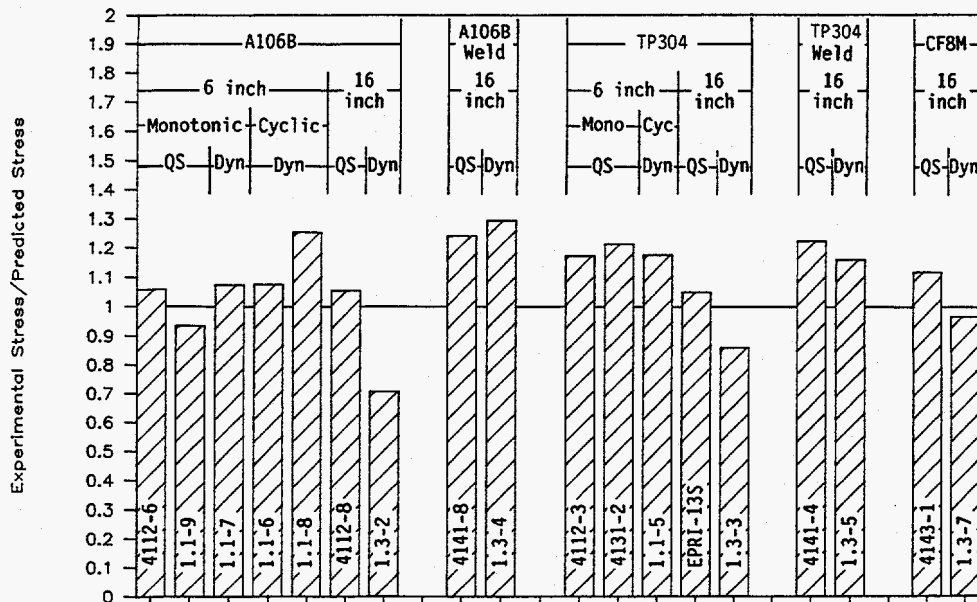 2
1.9
1.8
1.7
1.6
1.5
1.4
1.3
1.2
1.1
1
0.9
0.8
0.7
0.6
0.5
0.4
0.3
0.2
0.1
0
Experimental Stress/Predicted Stress
A106B
6 inch
16
inch
Monotonic
Cyclic
QS
Dyn
Dyn
QS
Dyn
A106B
Weld
16
inch
QS
Dyn
TP304
6 inch
16
inch
Mono
Cyc
QS
Dyn
QS
Dyn
TP304
Weld
16
inch
QS
Dyn
CF8M
16
inch
QS
Dyn
4112-6
1.1-9
1.1-7
1.1-6
1.1-8
4112-8
1.3-2
4141-8
1.3-4
4112-3
4131-2
1.1-5
EPRI-13S
1.3-3
4141-4
1.3-5
4143-1
1.3-7